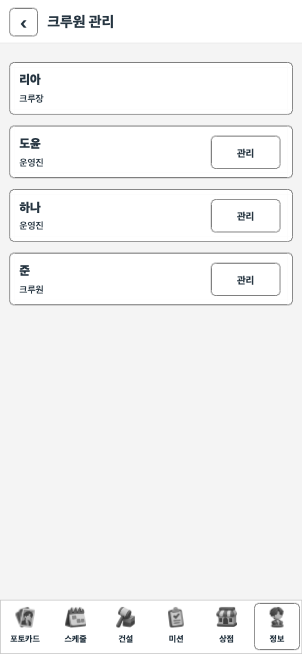 ‹ 크루원 관리
리아
크루장
도윤
운영진
관리
하나
운영진
관리
준
크루원
관리
포토카드 스케줄 건설 미션 상점 정보